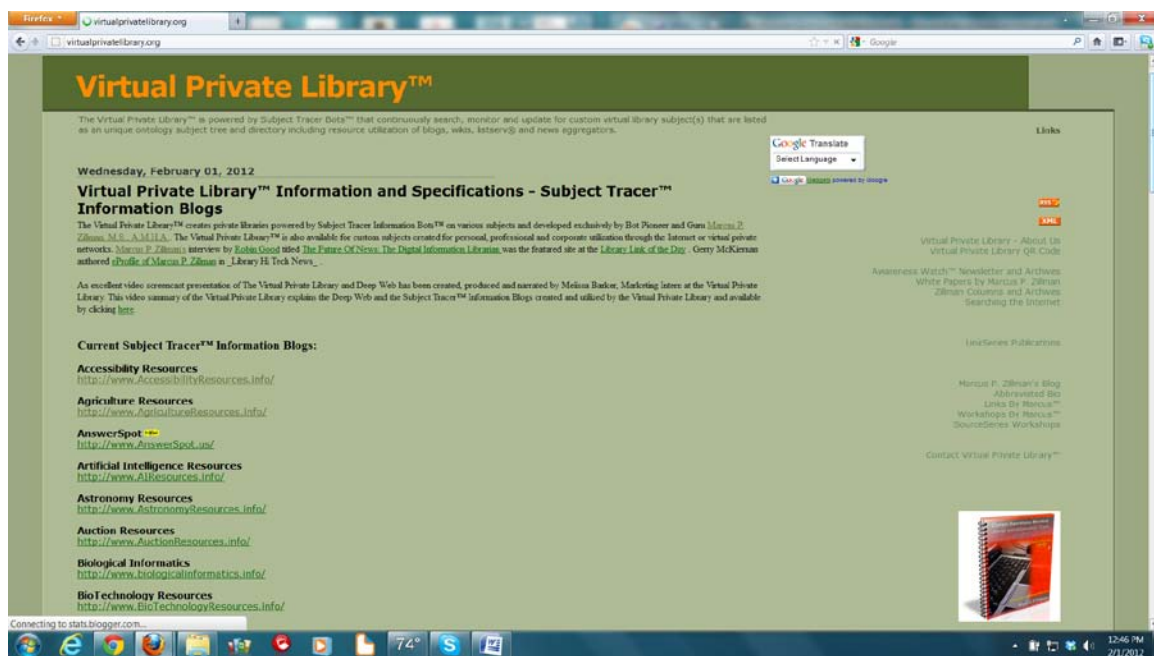 Firefox
virtualprivatelibrary.org
virtualprivatelibrary.org
Google
Virtual Private Library™
The Virtual Private Library™ is powered by Subject Tracer Bots™ that continuously search, monitor and update for custom virtual library subject(s) that are listed
as an unique ontology subject tree and directory including resource utilization of blogs, wikis, listserv® and news aggregators.
Links
Google Translate
Select Language
Google Gadgets powered by Google
Wednesday, February 01, 2012
Virtual Private Library™ Information and Specifications - Subject Tracer™
Information Blogs
The Virtual Private Library™ creates private libraries powered by Subject Tracer Information Bots™ on various subjects and developed exclusively by Bot Pioneer and Guru Marcus P.
Zillman, M.S., A.M.H.A.. The Virtual Private Library™ is also available for custom subjects created for personal, professional and corporate utilization through the Internet or virtual private
networks. Marcus P. Zillman's interview by Robin Good titled The Future Of News: The Digital Information Librarian was the featured site at the Library Link of the Day . Gerry McKiernan
authored eProfile of Marcus P. Zillman in _Library Hi Tech News_ .
An excellent video screencast presentation of The Virtual Private Library and Deep Web has been created, produced and narrated by Melissa Barker, Marketing Intern at the Virtual Private
Library. This video summary of the Virtual Private Library explains the Deep Web and the Subject Tracer™ Information Blogs created and utilized by the Virtual Private Library and available
by clicking here.
RSS
XML
Virtual Private Library - About Us
Virtual Private Library QR Code
Awareness Watch™ Newsletter and Archives
White Papers by Marcus P. Zillman
Zillman Columns and Archives
Searching the Internet
LinkSeries Publications
Marcus P. Zillman's Blog
Abbreviated Bio
Links By Marcus™
Workshops By Marcus™
SourceSeries Workshops
Contact Virtual Private Library™
Current Subject Tracer™ Information Blogs:
Accessibility Resources
http://www.AccessibilityResources.info/
Agriculture Resources
http://www.AgricultureResources.info/
AnswerSpot
http://www.AnswerSpot.us/
Artificial Intelligence Resources
http://www.AIResources.info/
Astronomy Resources
http://www.AstronomyResources.info/
Auction Resources
http://www.AuctionResources.info/
Biological Informatics
http://www.biologicalinformatics.info/
BioTechnology Resources
http://www.BioTechnologyResources.info/
Connecting to stats.blogger.com...
74°
12:46 PM
2/1/2012